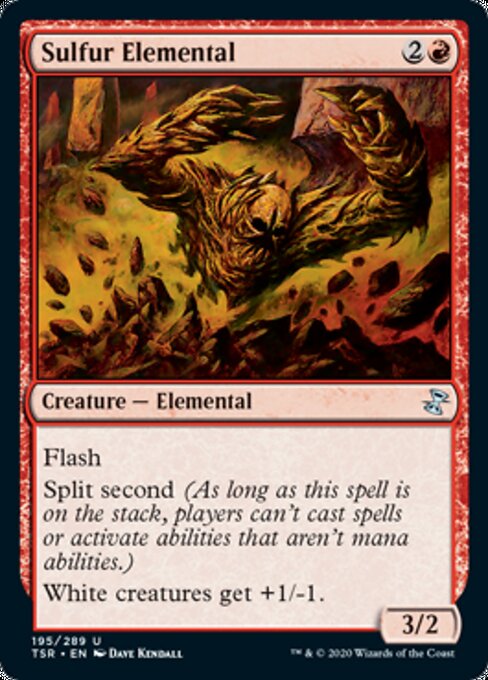 Sulfur Elemental 2
Creature — Elemental
Flash
Split second (As long as this spell is
on the stack, players can't cast spells
or activate abilities that aren't mana
abilities.)
White creatures get +1/-1.
3/2
195/289 U
TSR • EN Dave Kendall
™ & © 2020 Wizards of the Coast